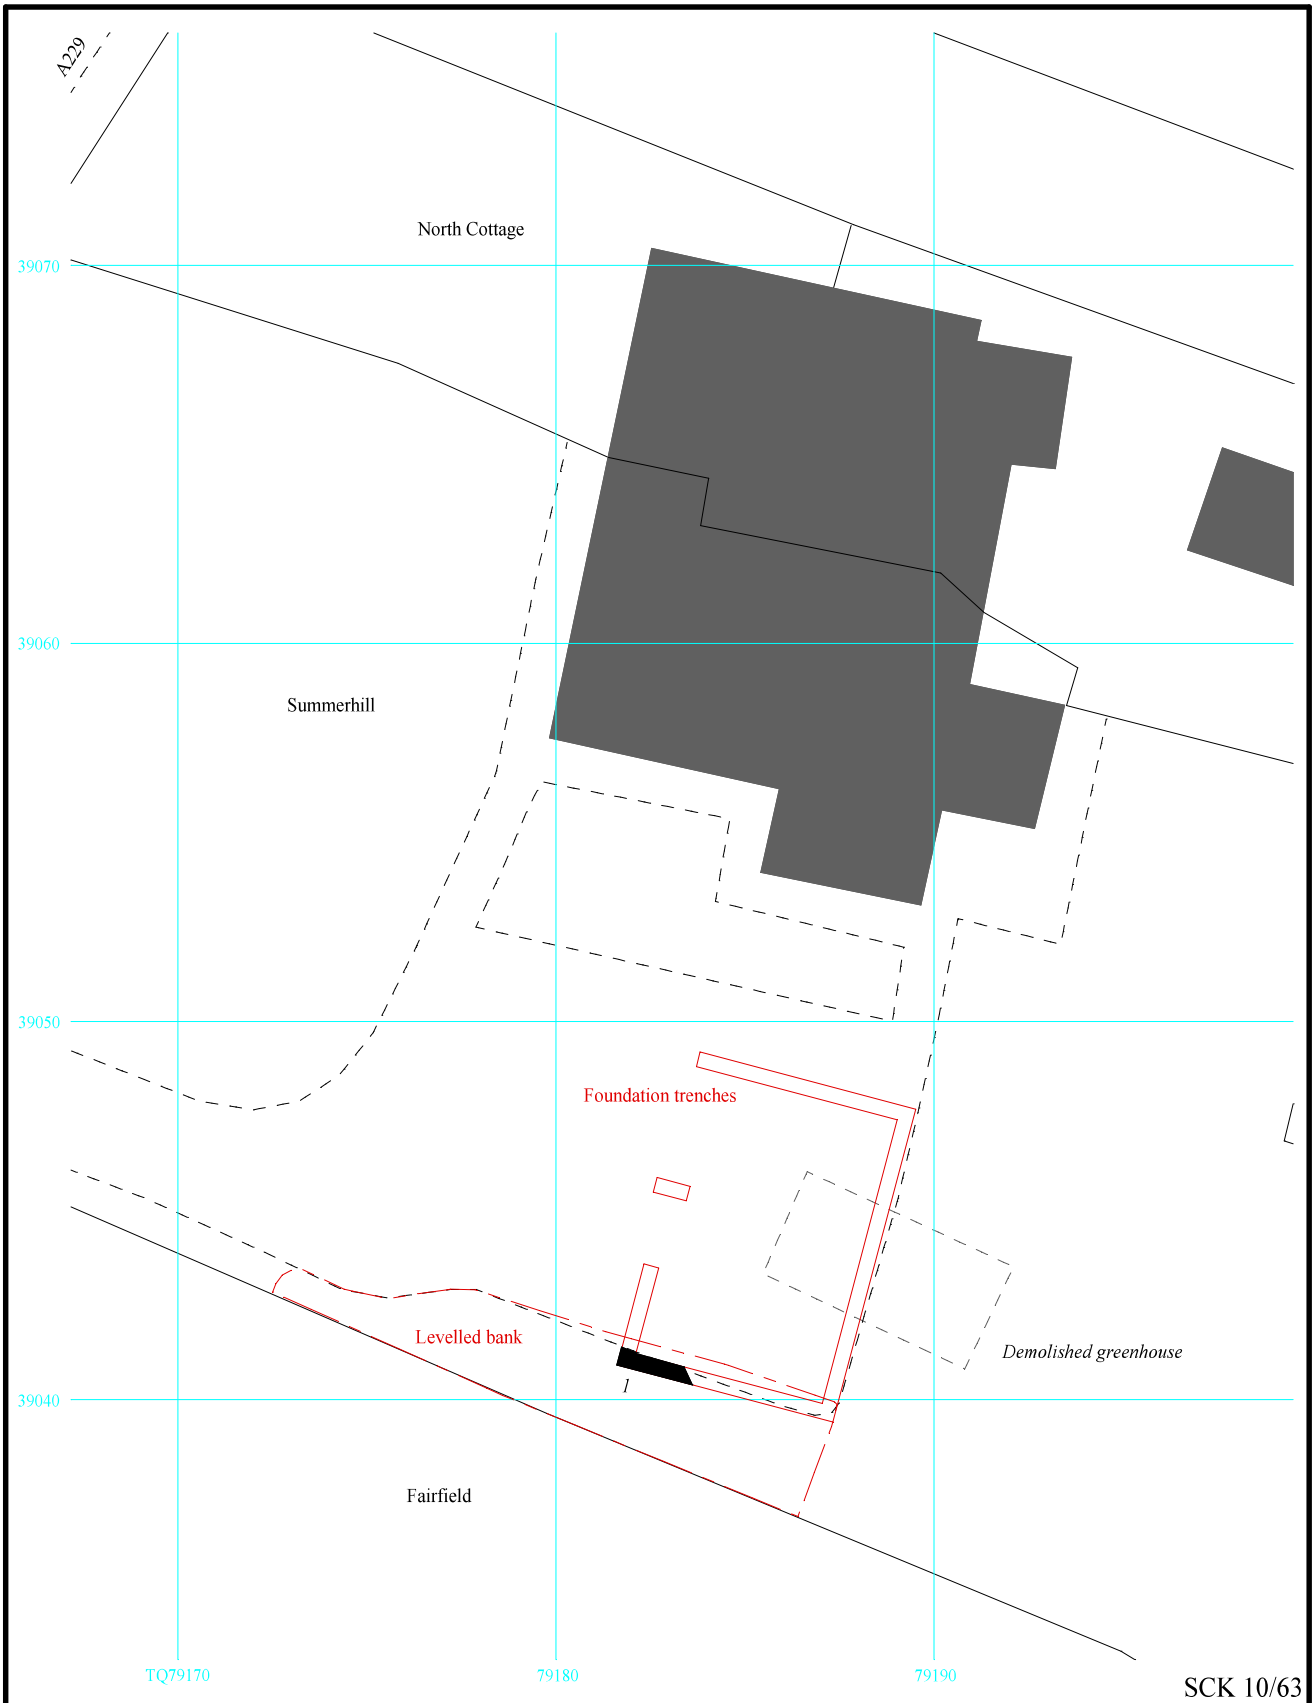 A229
North Cottage
39070
39060
Summerhill
39050
Foundation trenches
Levelled bank
Demolished greenhouse
1
39040
Fairfield
TQ79170
79180
79190
SCK 10/63